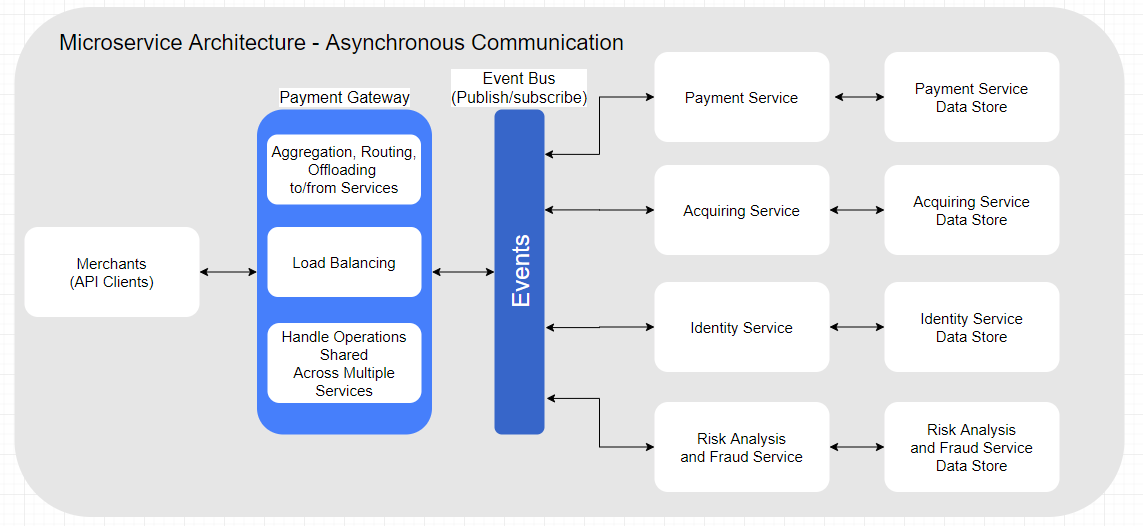 Microservice Architecture - Asynchronous Communication
Event Bus
(Publish/subscribe)
Payment Gateway
Aggregation, Routing,
Offloading
to/from Services
Load Balancing
Handle Operations
Shared
Across Multiple
Services
Merchants
(API Clients)
Events
Payment Service
Payment Service
Data Store
Acquiring Service
Acquiring Service
Data Store
Identity Service
Identity Service
Data Store
Risk Analysis
and Fraud Service
Risk Analysis
and Fraud Service
Data Store